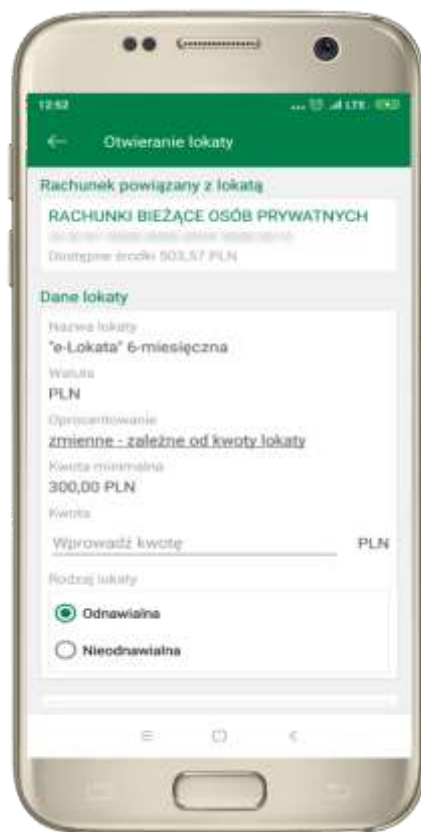 12:52
... LTE
Otwieranie lokaty
Rachunek powiązany z lokatą
RACHUNKI BIEŻĄCE OSÓB PRYWATNYCH
Dostępne środki 503,57 PLN
Dane lokaty
Nazwa lokaty
"e-Lokata" 6-miesięczna
Waluta
PLN
Oprocentowanie
zmienne - zależne od kwoty lokaty
Kwota minimalna
300,00 PLN
Kwota
Wprowadź kwotę PLN
Rodzaj lokaty
Odnawialna
Nieodnawialna